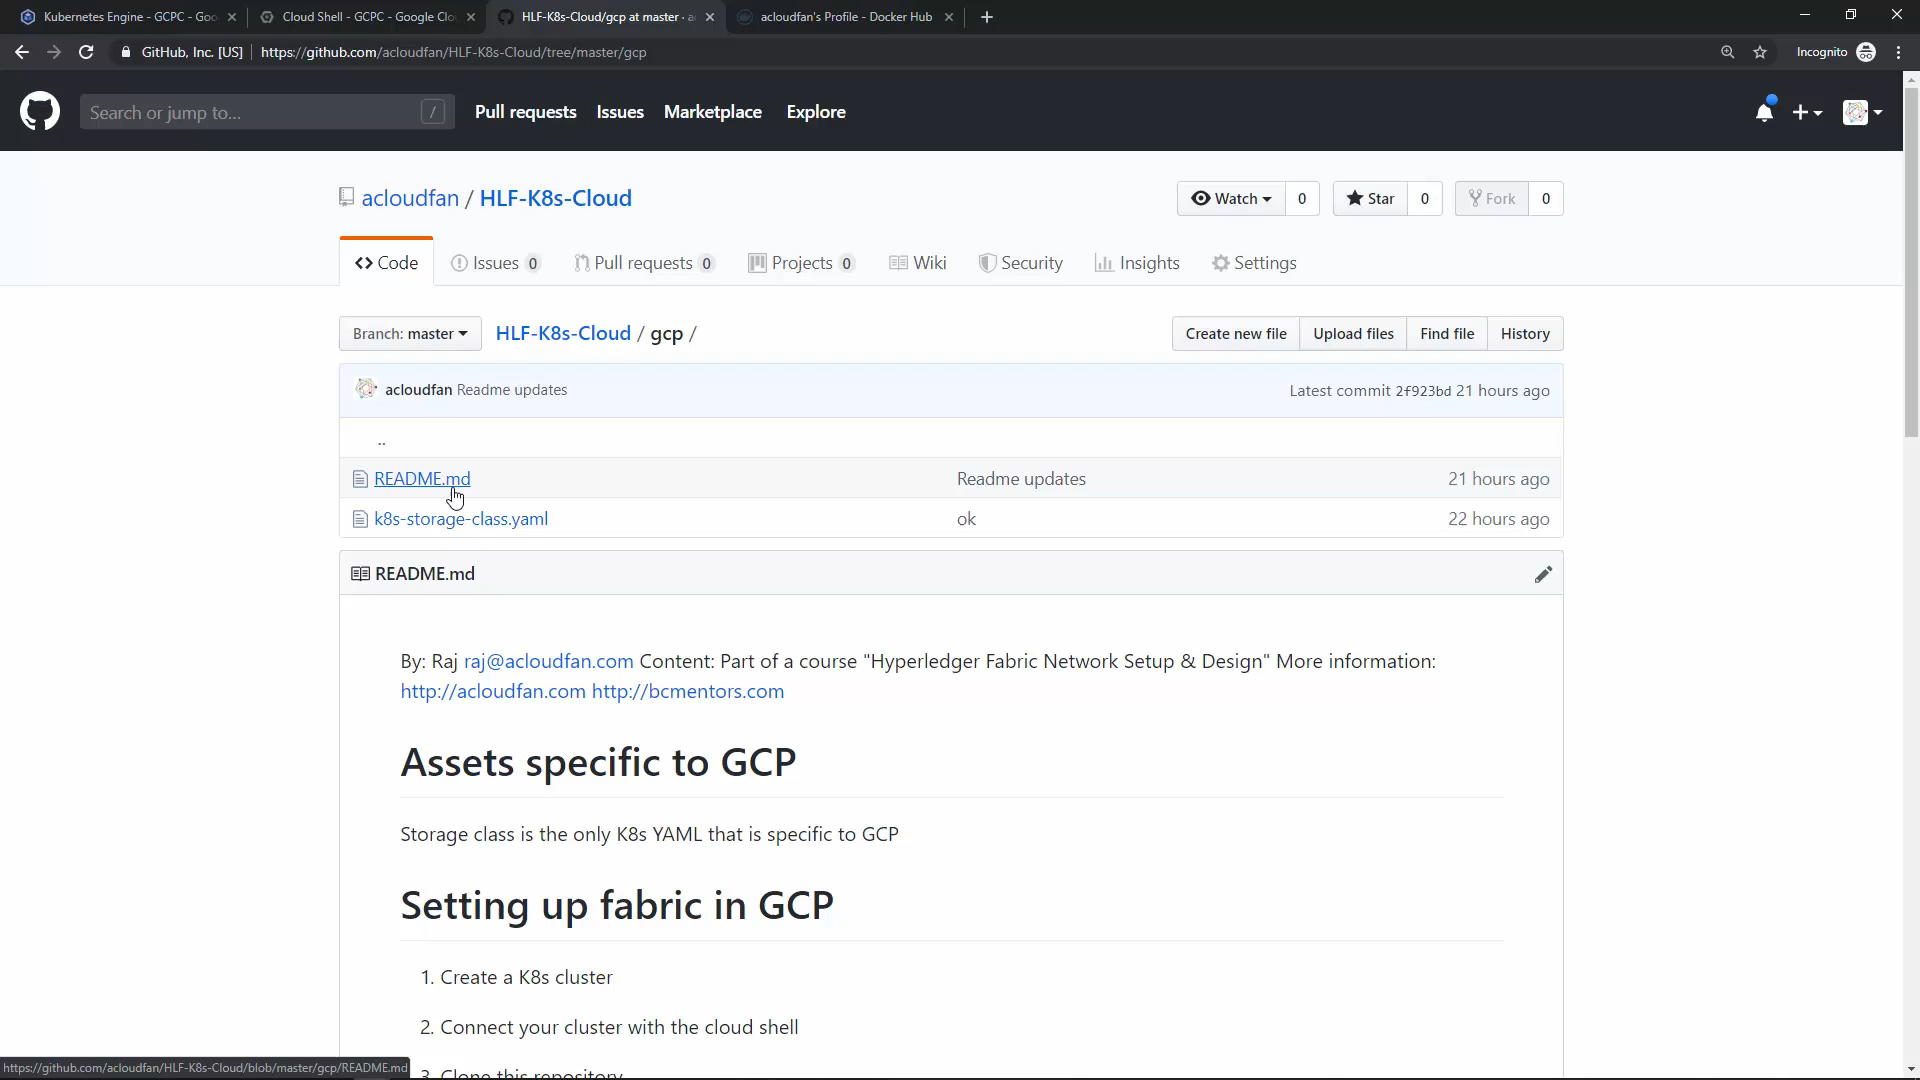 Kubernetes Engine - GCPC - Goo
Cloud Shell - GCPC - Google Clo
HLF-K8s-Cloud/gcp at master · a
acloudfan's Profile - Docker Hub
GitHub, Inc. [US] https://github.com/acloudfan/HLF-K8s-Cloud/tree/master/gcp
Incognito
Search or jump to... /
Pull requests Issues Marketplace Explore
acloudfan / HLF-K8s-Cloud
Watch 0 Star 0 Fork 0
Code Issues 0 Pull requests 0 Projects 0 Wiki Security Insights Settings
Branch: master HLF-K8s-Cloud / gcp /
Create new file Upload files Find file History
acloudfan Readme updates Latest commit 2f923bd 21 hours ago
..
README.md Readme updates 21 hours ago
k8s-storage-class.yaml ok 22 hours ago
README.md
By: Raj raj@acloudfan.com Content: Part of a course "Hyperledger Fabric Network Setup & Design" More information:
http://acloudfan.com http://bcmentors.com
Assets specific to GCP
Storage class is the only K8s YAML that is specific to GCP
Setting up fabric in GCP
1. Create a K8s cluster
2. Connect your cluster with the cloud shell
3. Clone this repository
https://github.com/acloudfan/HLF-K8s-Cloud/blob/master/gcp/README.md